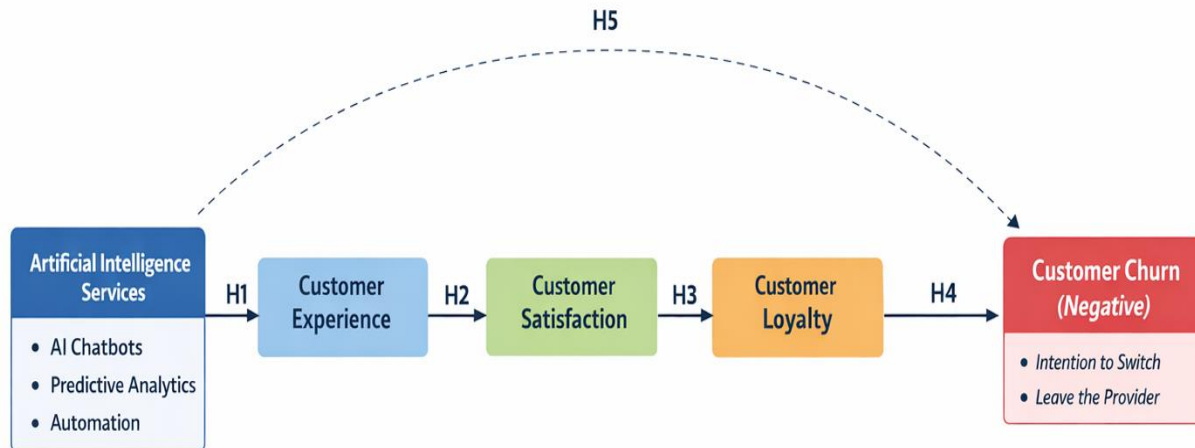 H5
Artificial Intelligence
Services
• AI Chatbots
• Predictive Analytics
• Automation
H1
Customer
Experience
H2
Customer
Satisfaction
H3
Customer
Loyalty
H4
Customer Churn
(Negative)
• Intention to Switch
• Leave the Provider